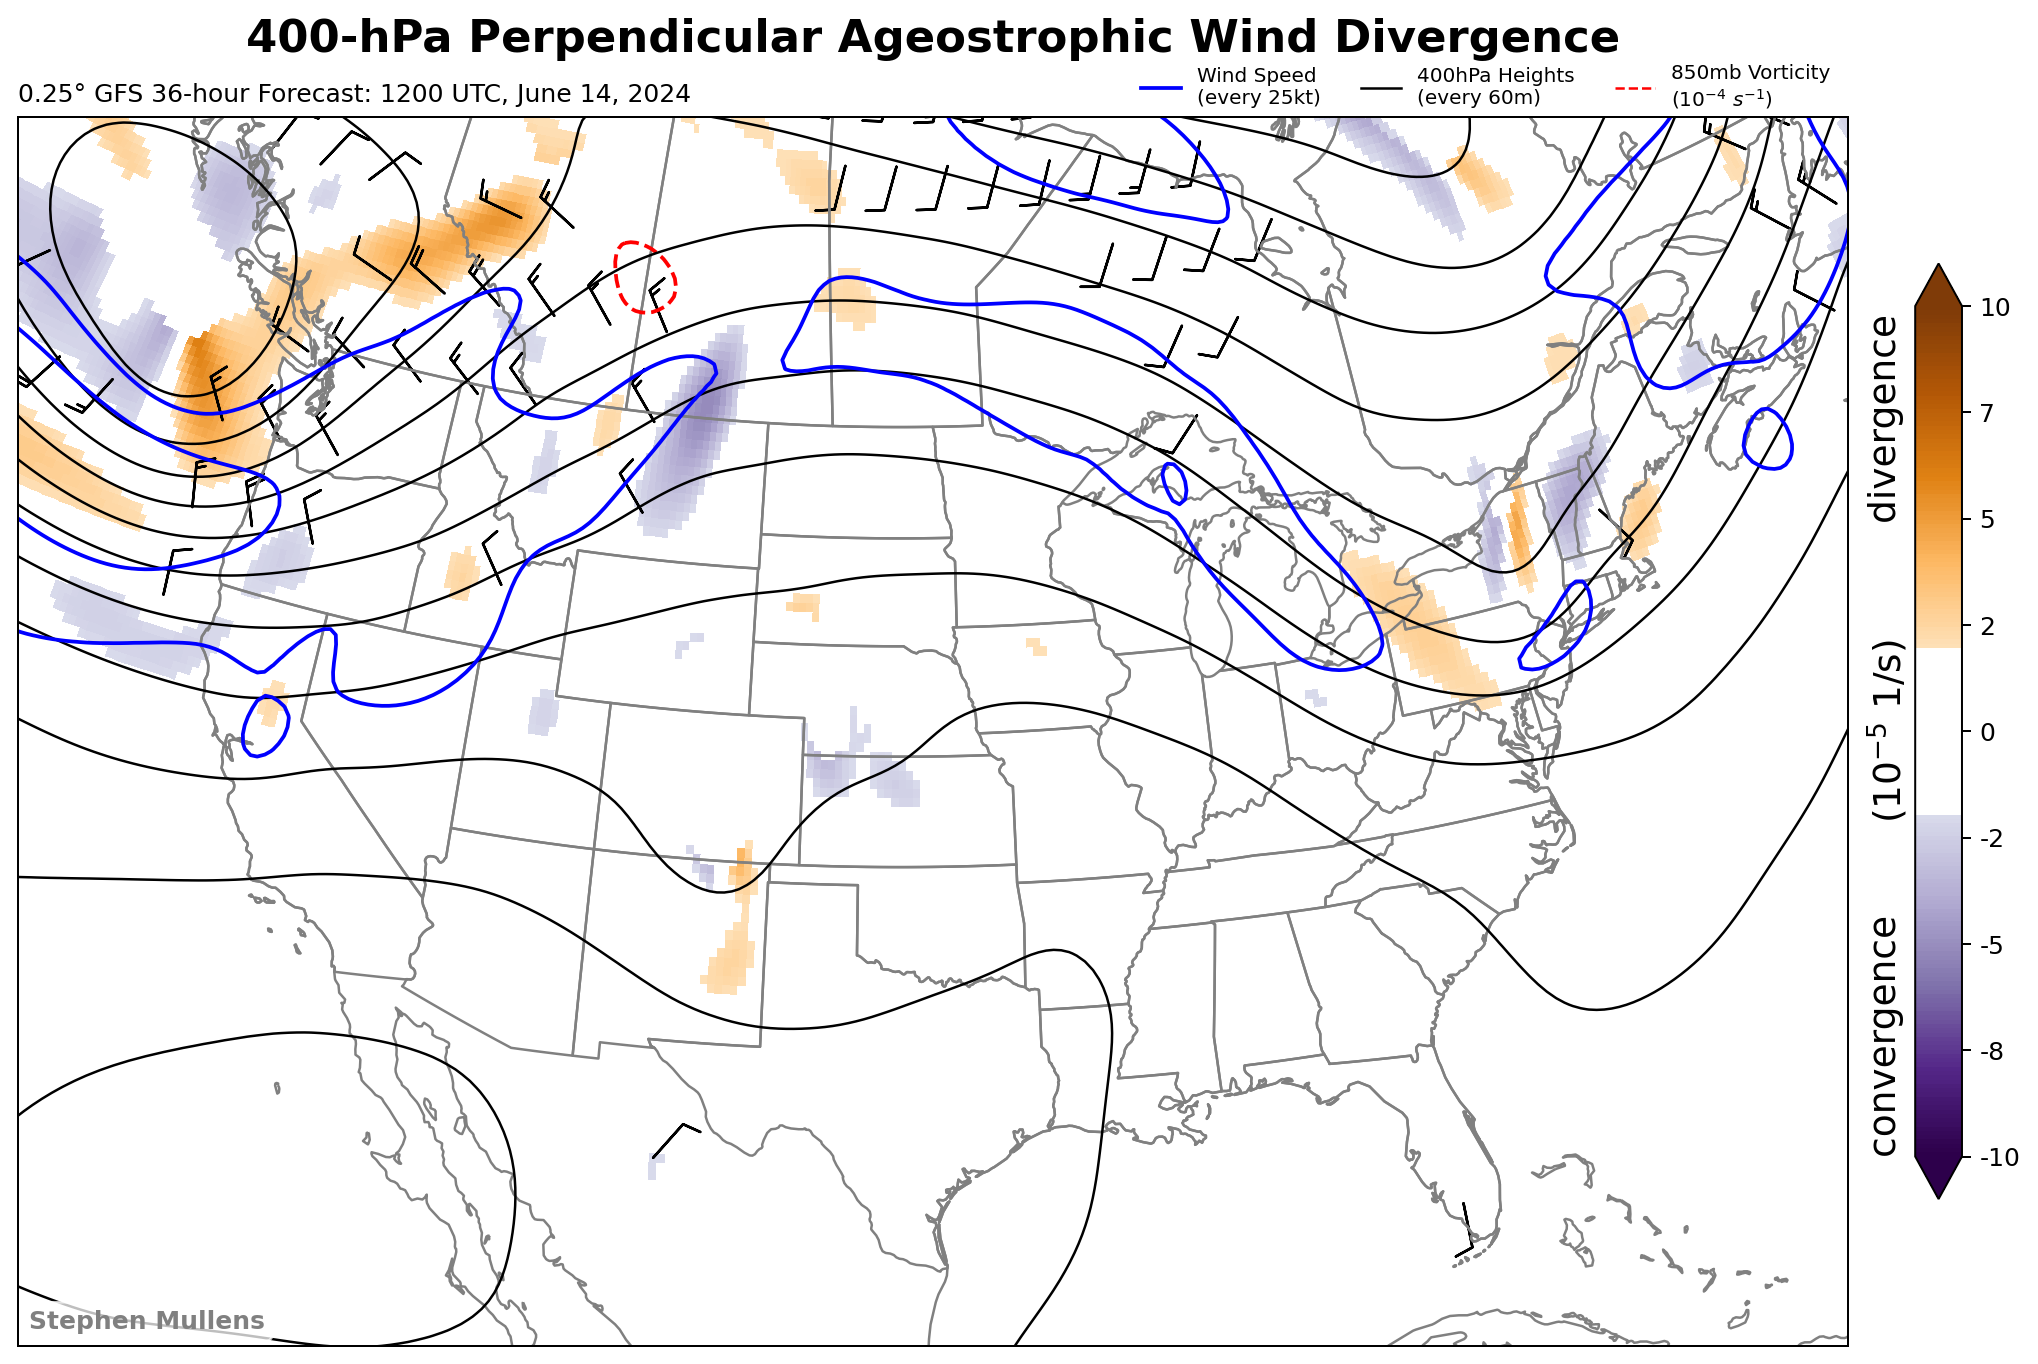 400-hPa Perpendicular Ageostrophic Wind Divergence
0.25° GFS 36-hour Forecast: 1200 UTC, June 14, 2024
Wind Speed
(every 25kt)
400hPa Heights
(every 60m)
850mb Vorticity
(10⁻⁴ s⁻¹)
10
7
5
2
0
-2
-5
-8
-10
convergence (10⁻⁵ 1/s) divergence
Stephen Mullens